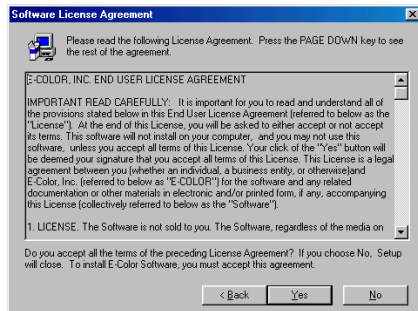 Software License Agreement
Please read the following License Agreement. Press the PAGE DOWN key to see
the rest of the agreement.
E-COLOR, INC. END USER LICENSE AGREEMENT
IMPORTANT READ CAREFULLY: It is important for you to read and understand all of
the provisions stated below in this End User License Agreement (referred to below as the
"License"). At the end of this License, you will be asked to either accept or not accept
its terms. This software will not install on your computer, and you may not use this
software, unless you accept all terms of this License. Your click of the "Yes" button will
be deemed your signature that you accept all terms of this License. This License is a legal
agreement between you (whether an individual, a business entity, or otherwise)and
E-Color, Inc. (referred to below as "E-COLOR") for the software and any related
documentation or other materials in electronic and/or printed form, if any, accompanying
this License (collectively referred to below as the "Software").
1. LICENSE. The Software is not sold to you. The Software, regardless of the media on
Do you accept all the terms of the preceding License Agreement? If you choose No, Setup
will close. To install E-Color Software, you must accept this agreement.
< Back
Yes
No